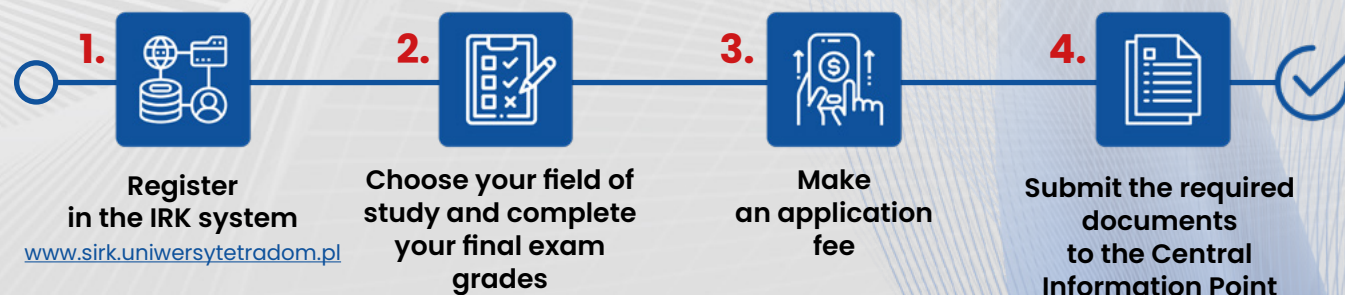 1.
Register
in the IRK system
www.sirk.uniwersytetradom.pl
2.
Choose your field of
study and complete
your final exam
grades
3.
Make
an application
fee
4.
Submit the required
documents
to the Central
Information Point